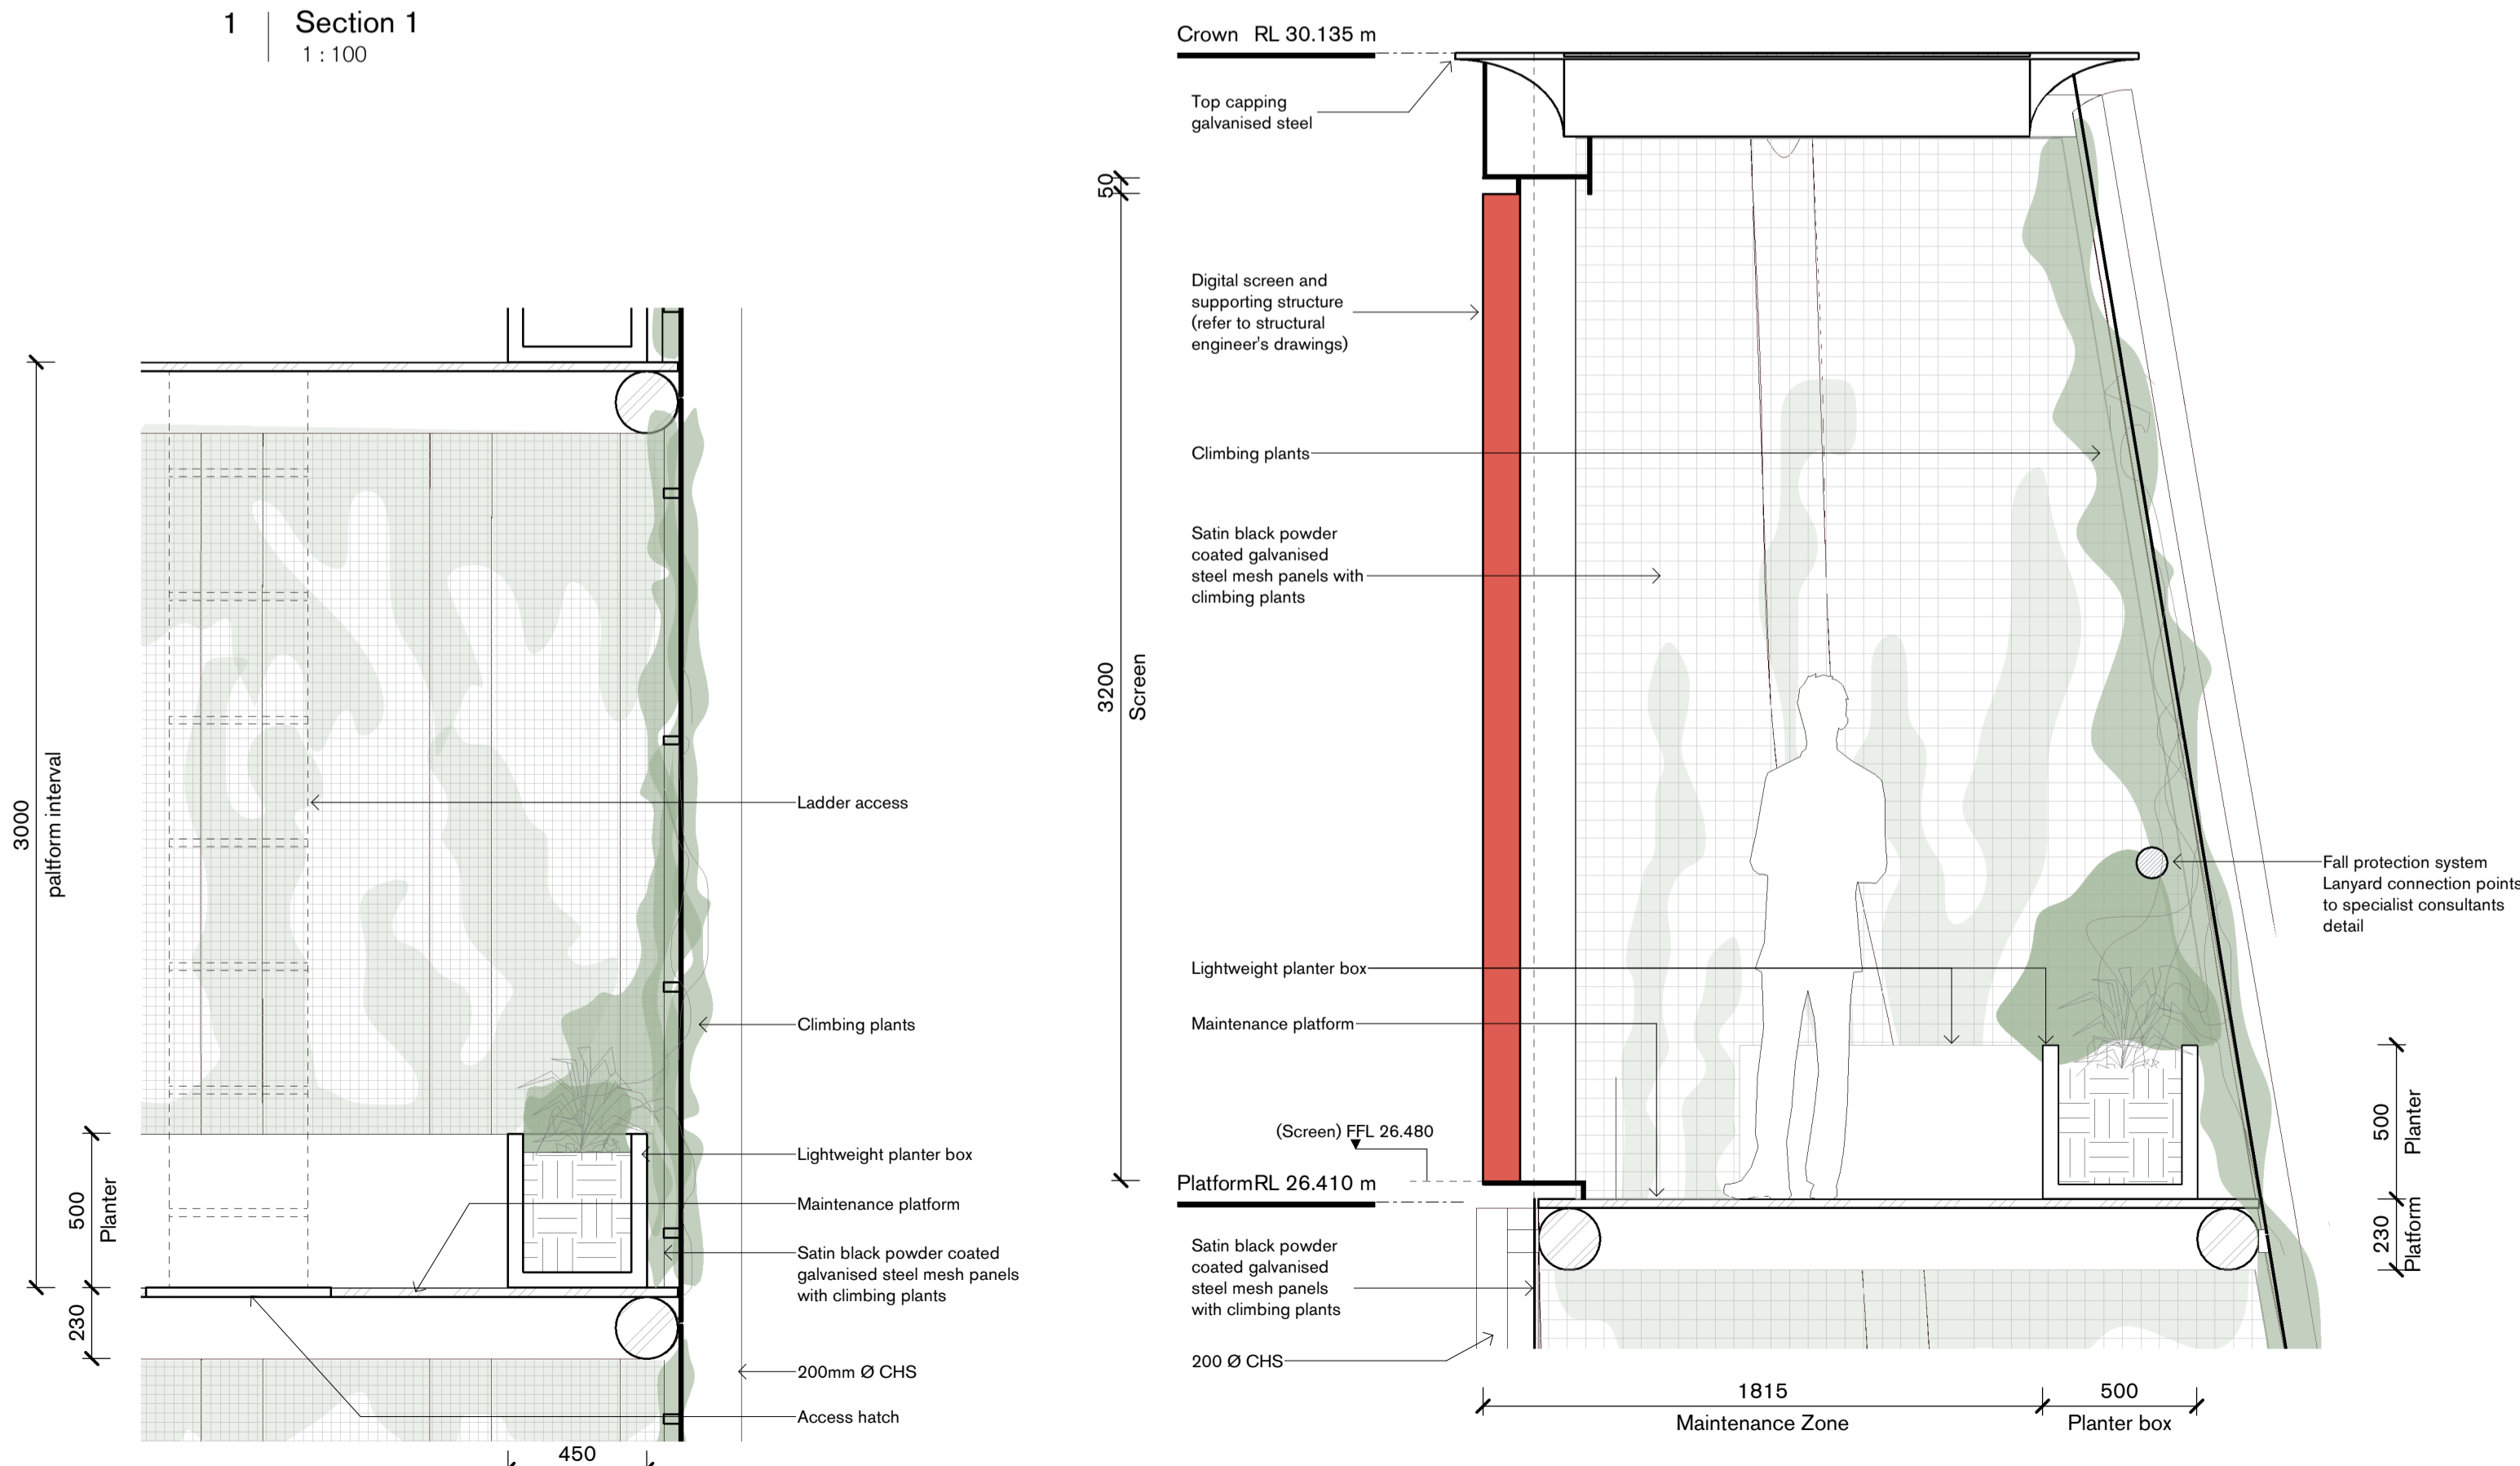 1
Section 1
1 : 100
3000
paltform interval
500
Planter
230
450
Ladder access
Climbing plants
Lightweight planter box
Maintenance platform
Satin black powder coated
galvanised steel mesh panels
with climbing plants
200mm Ø CHS
Access hatch
Crown RL 30.135 m
Top capping
galvanised steel
50
Digital screen and
supporting structure
(refer to structural
engineer's drawings)
Climbing plants
Satin black powder
coated galvanised
steel mesh panels with
climbing plants
3200
Screen
Lightweight planter box
Maintenance platform
(Screen) FFL 26.480
Platform RL 26.410 m
Satin black powder
coated galvanised
steel mesh panels
with climbing plants
200 Ø CHS
1815
Maintenance Zone
500
Planter box
Fall protection system
Lanyard connection points
to specialist consultants
detail
500
Planter
230
Platform